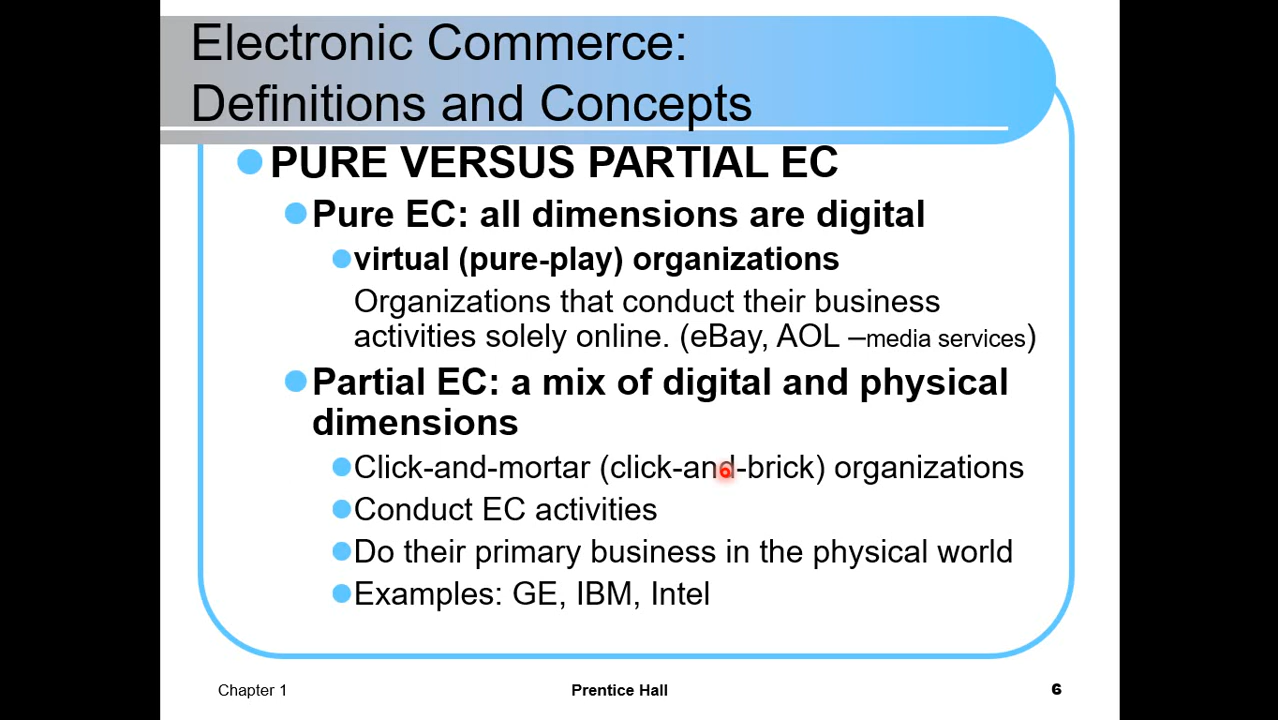 Electronic Commerce:
Definitions and Concepts
PURE VERSUS PARTIAL EC
Pure EC: all dimensions are digital
virtual (pure-play) organizations
Organizations that conduct their business
activities solely online. (eBay, AOL –media services)
Partial EC: a mix of digital and physical
dimensions
Click-and-mortar (click-and-brick) organizations
Conduct EC activities
Do their primary business in the physical world
Examples: GE, IBM, Intel
Chapter 1 Prentice Hall 6